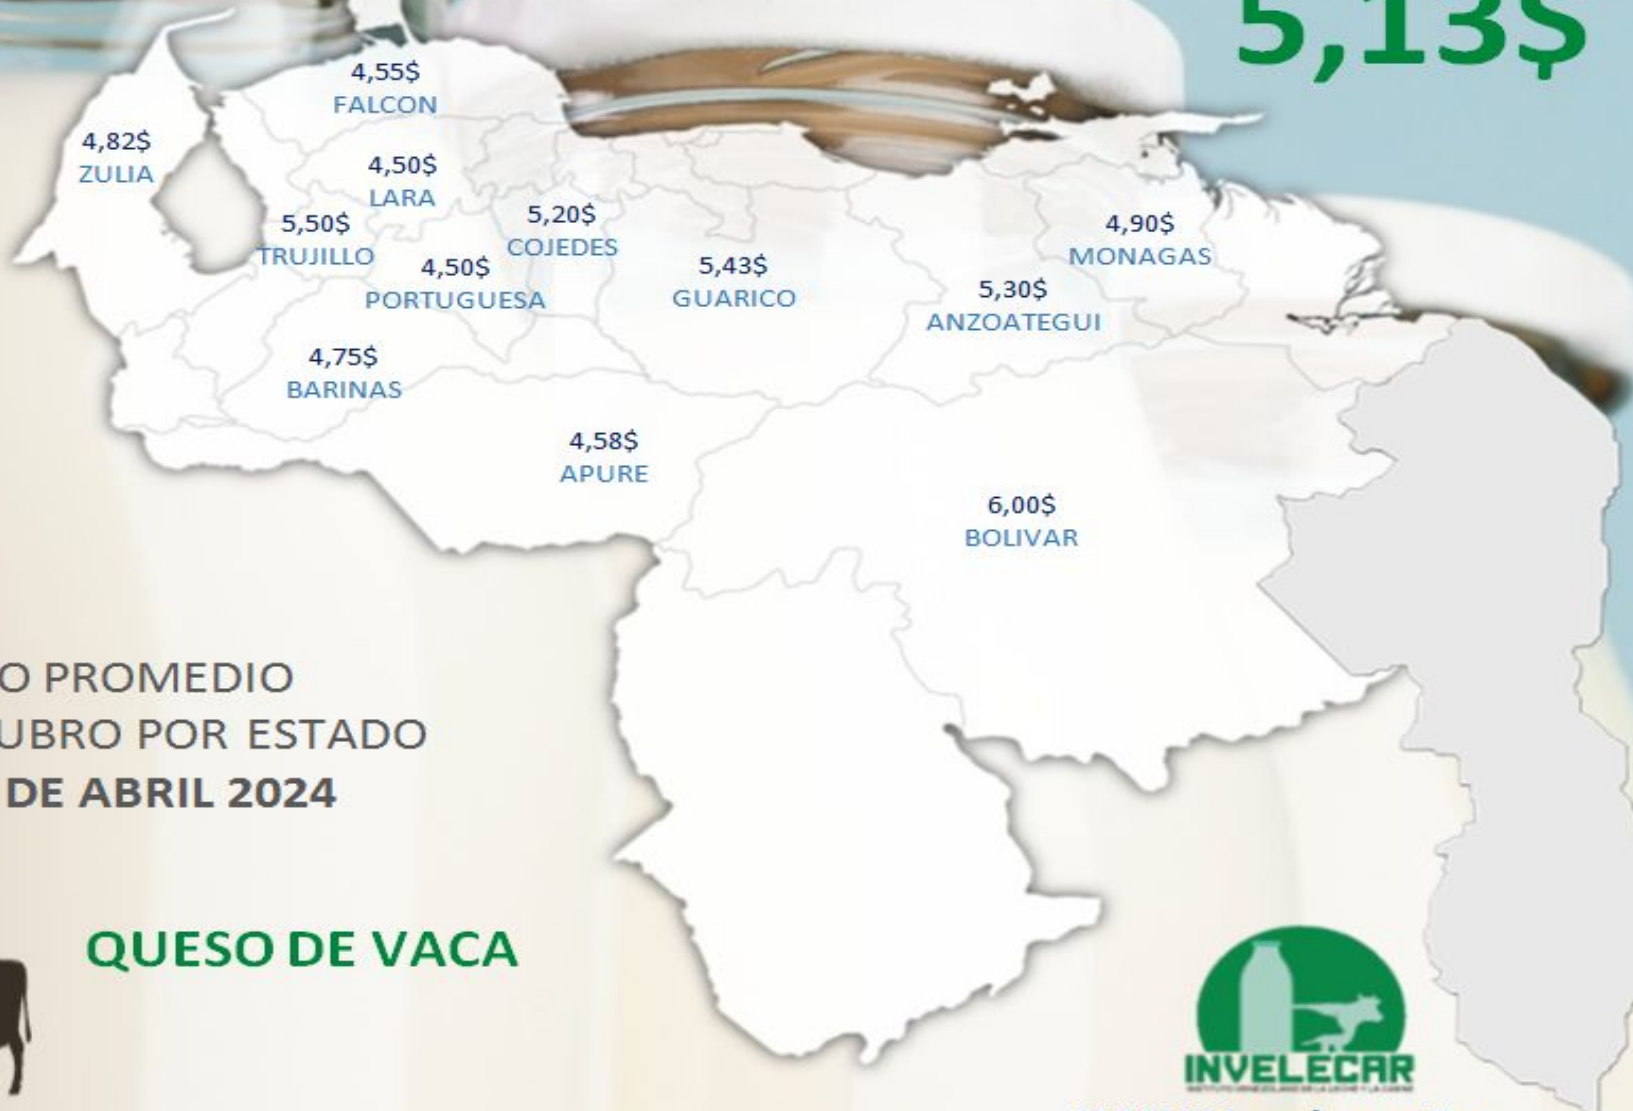 5,13$
4,55$
FALCON
4,82$
ZULIA
4,50$
LARA
5,50$
TRUJILLO
5,20$
COJEDES
4,50$
PORTUGUESA
5,43$
GUARICO
4,90$
MONAGAS
5,30$
ANZOATEGUI
4,75$
BARINAS
4,58$
APURE
6,00$
BOLIVAR
O PROMEDIO
UBRO POR ESTADO
DE ABRIL 2024
QUESO DE VACA
INVELECAR